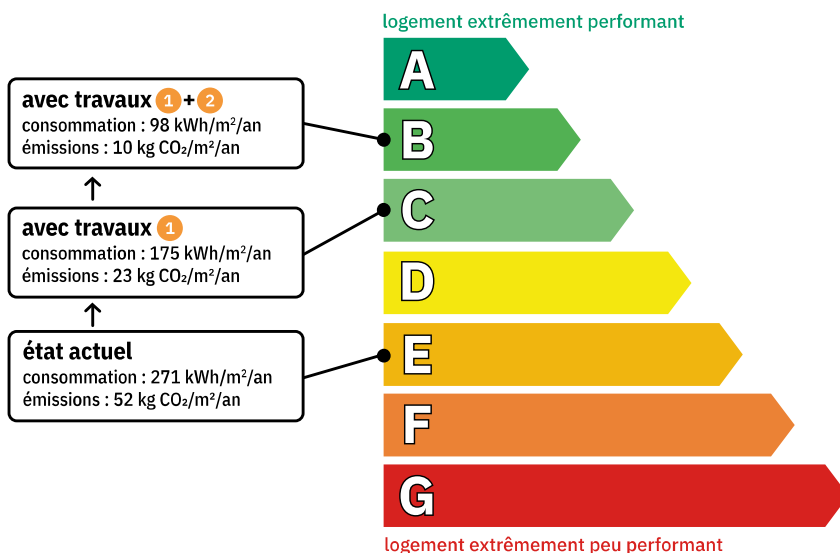 logement extrêmement performant
avec travaux 1 + 2
consommation : 98 kWh/m²/an
émissions : 10 kg CO₂/m²/an
avec travaux 1
consommation : 175 kWh/m²/an
émissions : 23 kg CO₂/m²/an
état actuel
consommation : 271 kWh/m²/an
émissions : 52 kg CO₂/m²/an
A
B
C
D
E
F
G
logement extrêmement peu performant